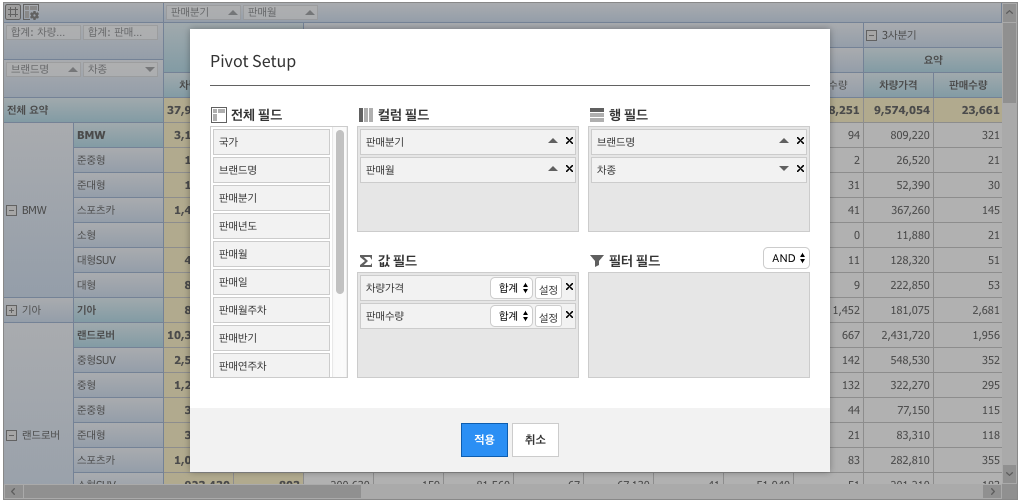 판매분기 판매월
합계: 차량... 합계: 판매...
3사분기
브랜드명 차종
요약
수량 차량가격 판매수량
전체 요약 37,9 8,251 9,574,054 23,661
BMW 3,1 94 809,220 321
준중형 1 2 26,520 21
준대형 1 31 52,390 30
BMW 스포츠카 1,4 41 367,260 145
소형 0 11,880 21
대형SUV 4 11 128,320 51
대형 8 9 222,850 53
기아 기아 8 1,452 181,075 2,681
랜드로버 10,3 667 2,431,720 1,956
중형SUV 2,5 142 548,530 352
중형 1,2 132 322,270 295
준중형 3 44 77,150 115
랜드로버 준대형 3 21 83,310 118
스포츠카 1,0 83 282,810 355
Pivot Setup
전체 필드
국가
브랜드명
판매분기
판매년도
판매월
판매일
판매월주차
판매반기
판매연주차
컬럼 필드
판매분기
판매월
행 필드
브랜드명
차종
값 필드
차량가격 합계 설정
판매수량 합계 설정
필터 필드 AND
적용 취소